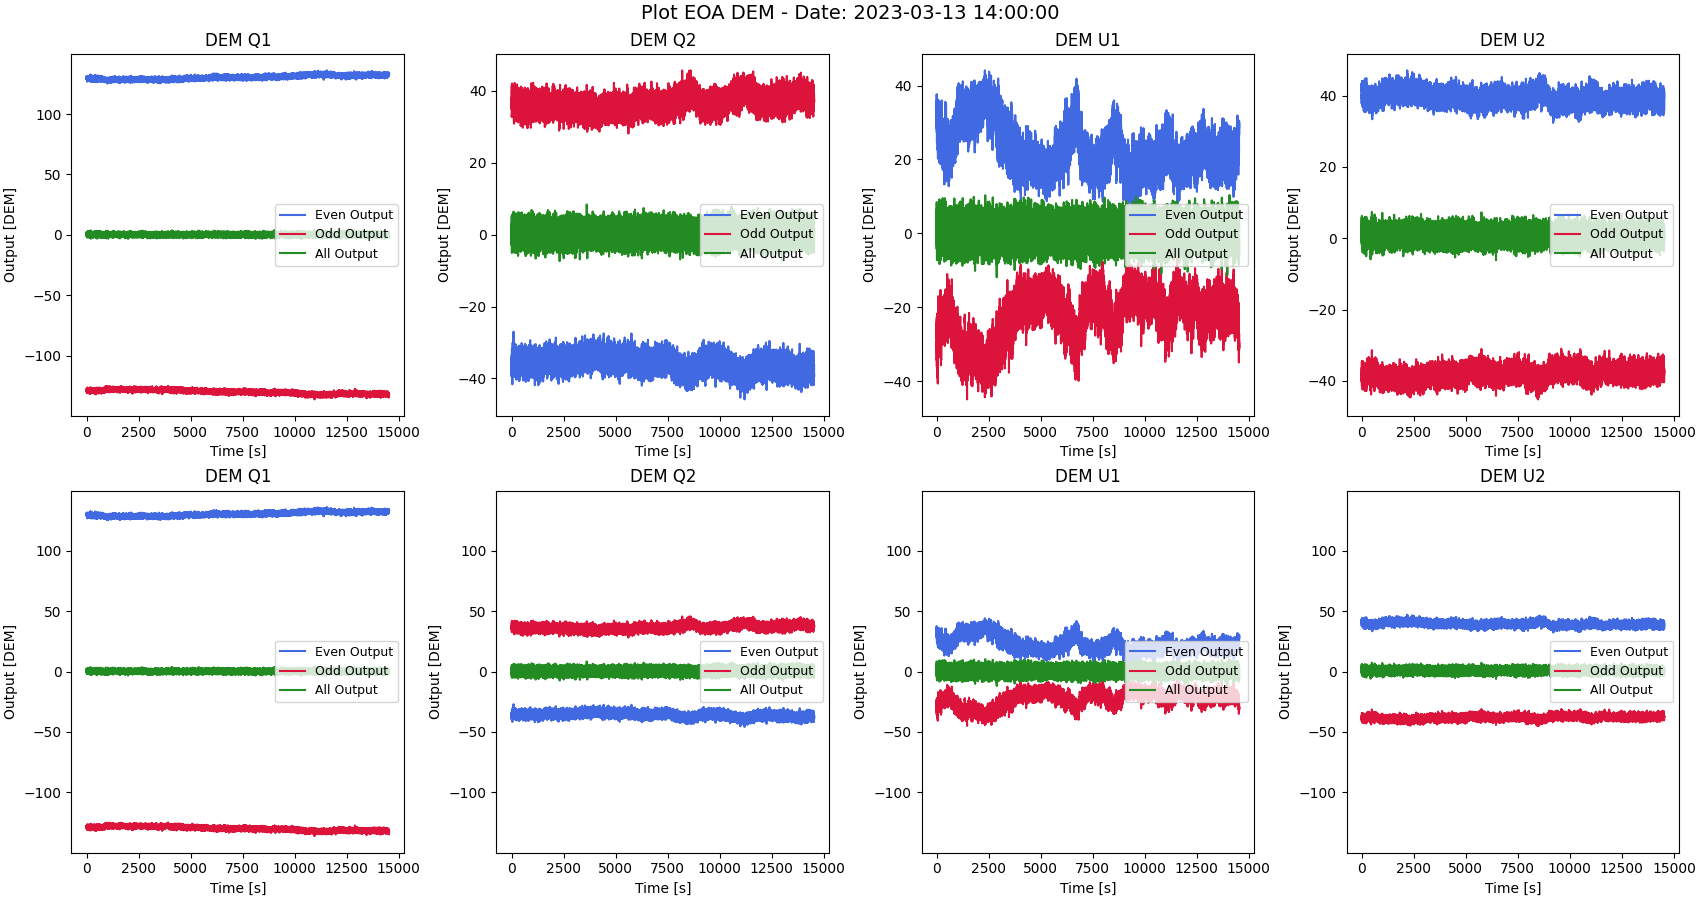 Plot EOA DEM - Date: 2023-03-13 14:00:00
DEM Q1
Output [DEM]
100
50
0
−50
−100
Even Output
Odd Output
All Output
0 2500 5000 7500 10000 12500 15000
Time [s]
DEM Q2
Output [DEM]
40
20
0
−20
−40
Even Output
Odd Output
All Output
0 2500 5000 7500 10000 12500 15000
Time [s]
DEM U1
Output [DEM]
40
20
0
−20
−40
Even Output
Odd Output
All Output
0 2500 5000 7500 10000 12500 15000
Time [s]
DEM U2
Output [DEM]
40
20
0
−20
−40
Even Output
Odd Output
All Output
0 2500 5000 7500 10000 12500 15000
Time [s]
DEM Q1
Output [DEM]
100
50
0
−50
−100
Even Output
Odd Output
All Output
0 2500 5000 7500 10000 12500 15000
Time [s]
DEM Q2
Output [DEM]
100
50
0
−50
−100
Even Output
Odd Output
All Output
0 2500 5000 7500 10000 12500 15000
Time [s]
DEM U1
Output [DEM]
100
50
0
−50
−100
Even Output
Odd Output
All Output
0 2500 5000 7500 10000 12500 15000
Time [s]
DEM U2
Output [DEM]
100
50
0
−50
−100
Even Output
Odd Output
All Output
0 2500 5000 7500 10000 12500 15000
Time [s]